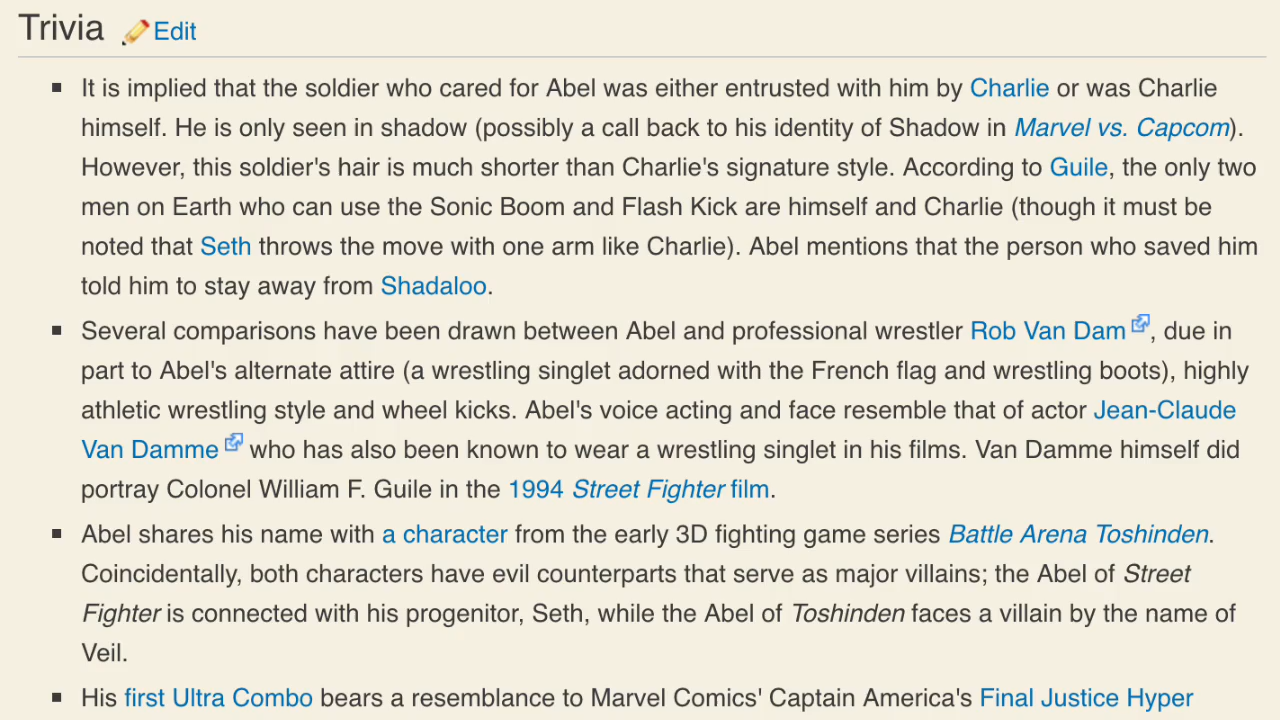 Trivia Edit
It is implied that the soldier who cared for Abel was either entrusted with him by Charlie or was Charlie
himself. He is only seen in shadow (possibly a call back to his identity of Shadow in Marvel vs. Capcom).
However, this soldier's hair is much shorter than Charlie's signature style. According to Guile, the only two
men on Earth who can use the Sonic Boom and Flash Kick are himself and Charlie (though it must be
noted that Seth throws the move with one arm like Charlie). Abel mentions that the person who saved him
told him to stay away from Shadaloo.
Several comparisons have been drawn between Abel and professional wrestler Rob Van Dam, due in
part to Abel's alternate attire (a wrestling singlet adorned with the French flag and wrestling boots), highly
athletic wrestling style and wheel kicks. Abel's voice acting and face resemble that of actor Jean-Claude
Van Damme who has also been known to wear a wrestling singlet in his films. Van Damme himself did
portray Colonel William F. Guile in the 1994 Street Fighter film.
Abel shares his name with a character from the early 3D fighting game series Battle Arena Toshinden.
Coincidentally, both characters have evil counterparts that serve as major villains; the Abel of Street
Fighter is connected with his progenitor, Seth, while the Abel of Toshinden faces a villain by the name of
Veil.
His first Ultra Combo bears a resemblance to Marvel Comics' Captain America's Final Justice Hyper